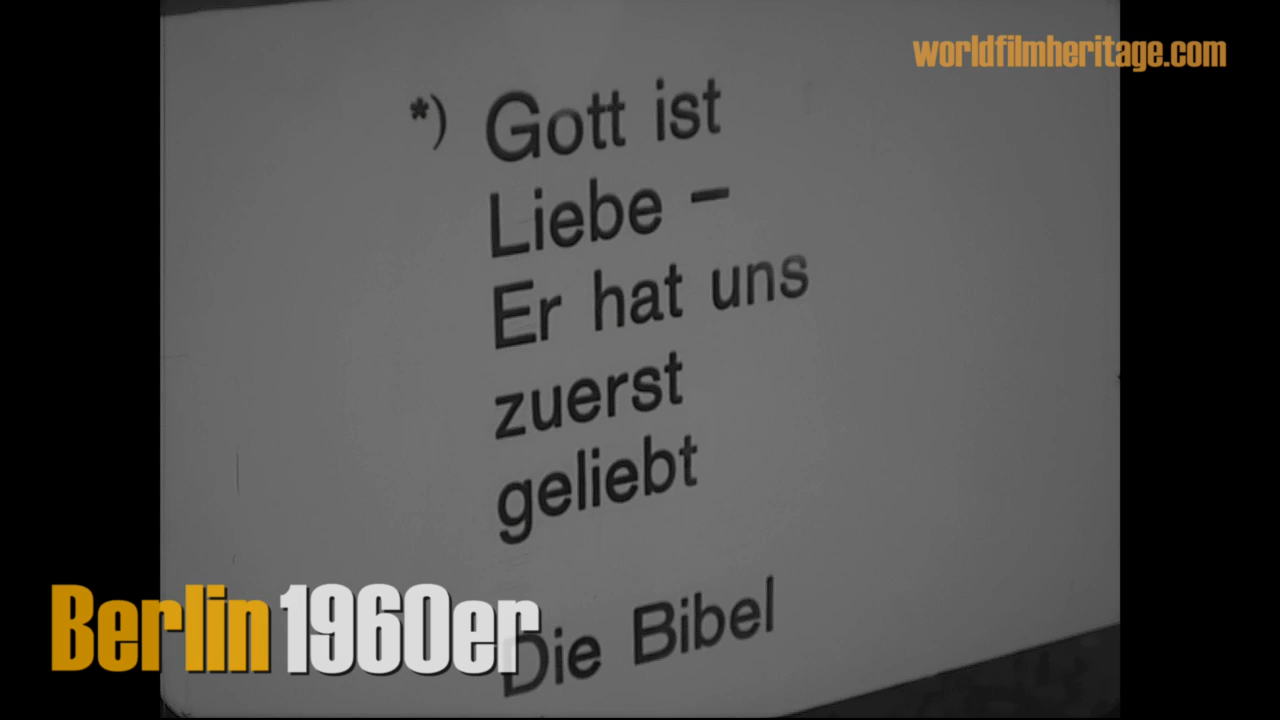 worldfilmheritage.com
*) Gott ist
Liebe –
Er hat uns
zuerst
geliebt
Die Bibel
Berlin 1960er